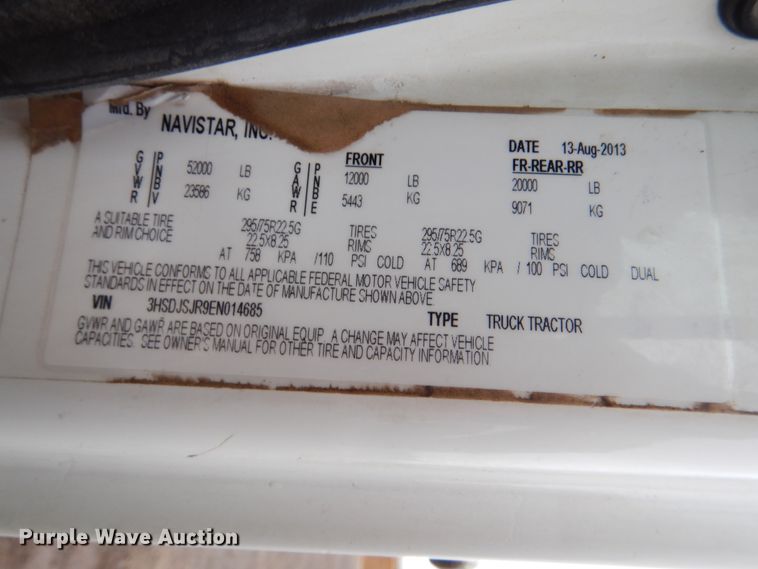 Mfd. By NAVISTAR, INC. DATE 13-Aug-2013
GVWR PNBV 52000 LB 23586 KG GAWR PNBE FRONT 12000 LB 5443 KG FR-REAR-RR 20000 LB 9071 KG
A SUITABLE TIRE 295/75R22.5G TIRES 295/75R22.5G TIRES
AND RIM CHOICE 22.5X8.25 RIMS 22.5X8.25 RIMS
AT 758 KPA /110 PSI COLD AT 689 KPA / 100 PSI COLD DUAL
THIS VEHICLE CONFORMS TO ALL APPLICABLE FEDERAL MOTOR VEHICLE SAFETY
STANDARDS IN EFFECT ON THE DATE OF MANUFACTURE SHOWN ABOVE
VIN 3HSDJSJR9EN014685 TYPE TRUCK TRACTOR
GVWR AND GAWR ARE BASED ON ORIGINAL EQUIP. A CHANGE MAY AFFECT VEHICLE
CAPACITIES. SEE OWNER'S MANUAL FOR OTHER TIRE AND CAPACITY INFORMATION
Purple Wave Auction